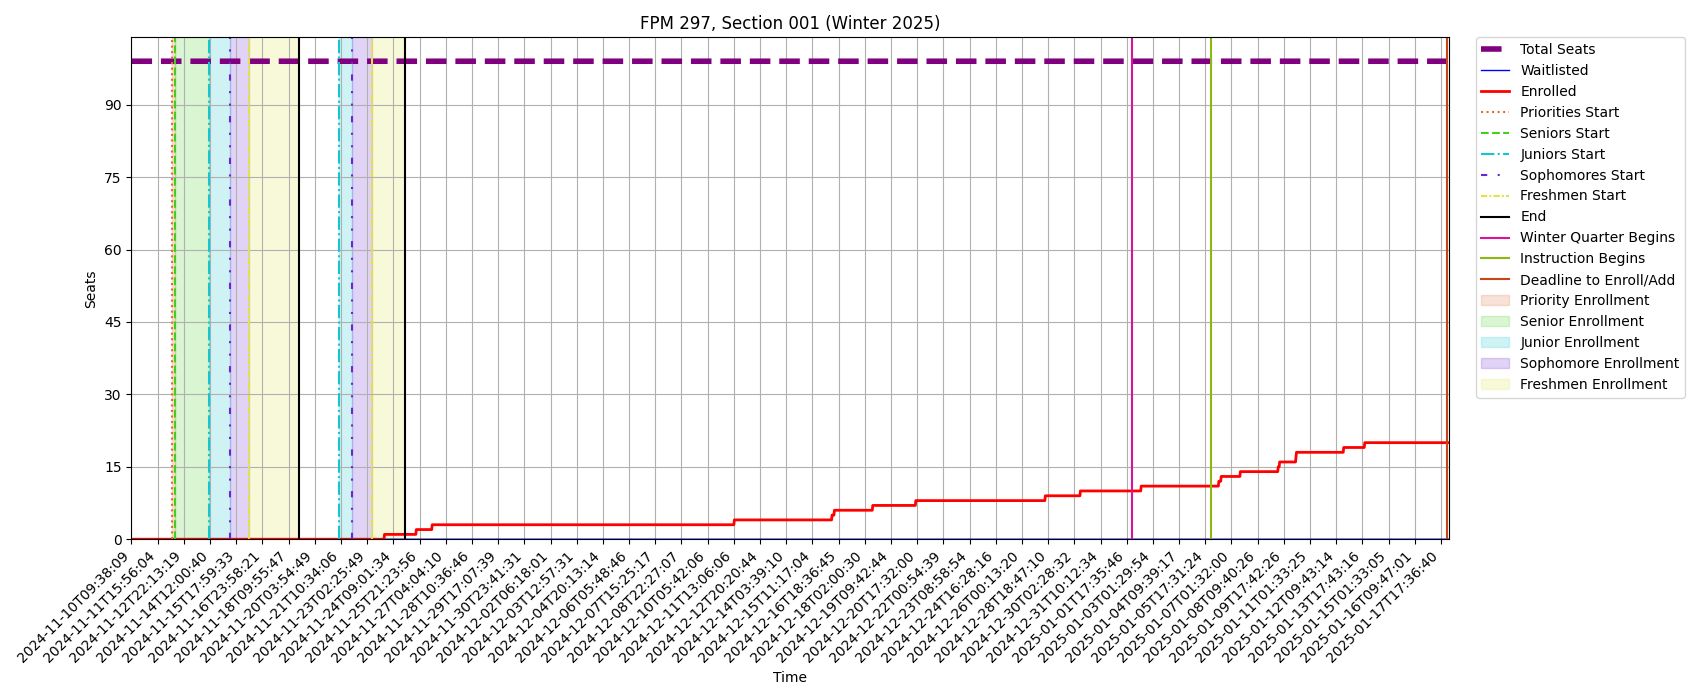 FPM 297, Section 001 (Winter 2025)
Seats
90
75
60
45
30
15
0
2024-11-10T09:38:09
2024-11-11T15:56:04
2024-11-12T22:13:19
2024-11-14T12:00:40
2024-11-15T17:59:33
2024-11-16T23:58:21
2024-11-18T09:55:47
2024-11-20T03:54:49
2024-11-21T10:34:06
2024-11-23T02:25:49
2024-11-24T09:01:34
2024-11-25T21:23:56
2024-11-27T04:04:10
2024-11-28T10:36:46
2024-11-29T17:07:39
2024-11-30T23:41:31
2024-12-02T06:18:01
2024-12-03T12:57:31
2024-12-04T20:13:14
2024-12-06T05:48:46
2024-12-07T15:25:17
2024-12-08T22:27:07
2024-12-10T05:42:06
2024-12-11T13:06:06
2024-12-12T20:20:44
2024-12-14T03:39:10
2024-12-15T11:17:04
2024-12-16T18:36:45
2024-12-18T02:00:30
2024-12-19T09:42:44
2024-12-20T17:32:00
2024-12-22T00:54:39
2024-12-23T08:58:54
2024-12-24T16:28:16
2024-12-26T00:13:20
2024-12-28T18:47:10
2024-12-30T02:28:32
2024-12-31T10:12:34
2025-01-01T17:35:46
2025-01-03T01:29:54
2025-01-04T09:39:17
2025-01-05T17:31:24
2025-01-07T01:32:00
2025-01-08T09:40:26
2025-01-09T17:42:26
2025-01-11T01:33:25
2025-01-12T09:43:14
2025-01-13T17:43:16
2025-01-15T01:33:05
2025-01-16T09:47:01
2025-01-17T17:36:40
Time
Total Seats
Waitlisted
Enrolled
Priorities Start
Seniors Start
Juniors Start
Sophomores Start
Freshmen Start
End
Winter Quarter Begins
Instruction Begins
Deadline to Enroll/Add
Priority Enrollment
Senior Enrollment
Junior Enrollment
Sophomore Enrollment
Freshmen Enrollment